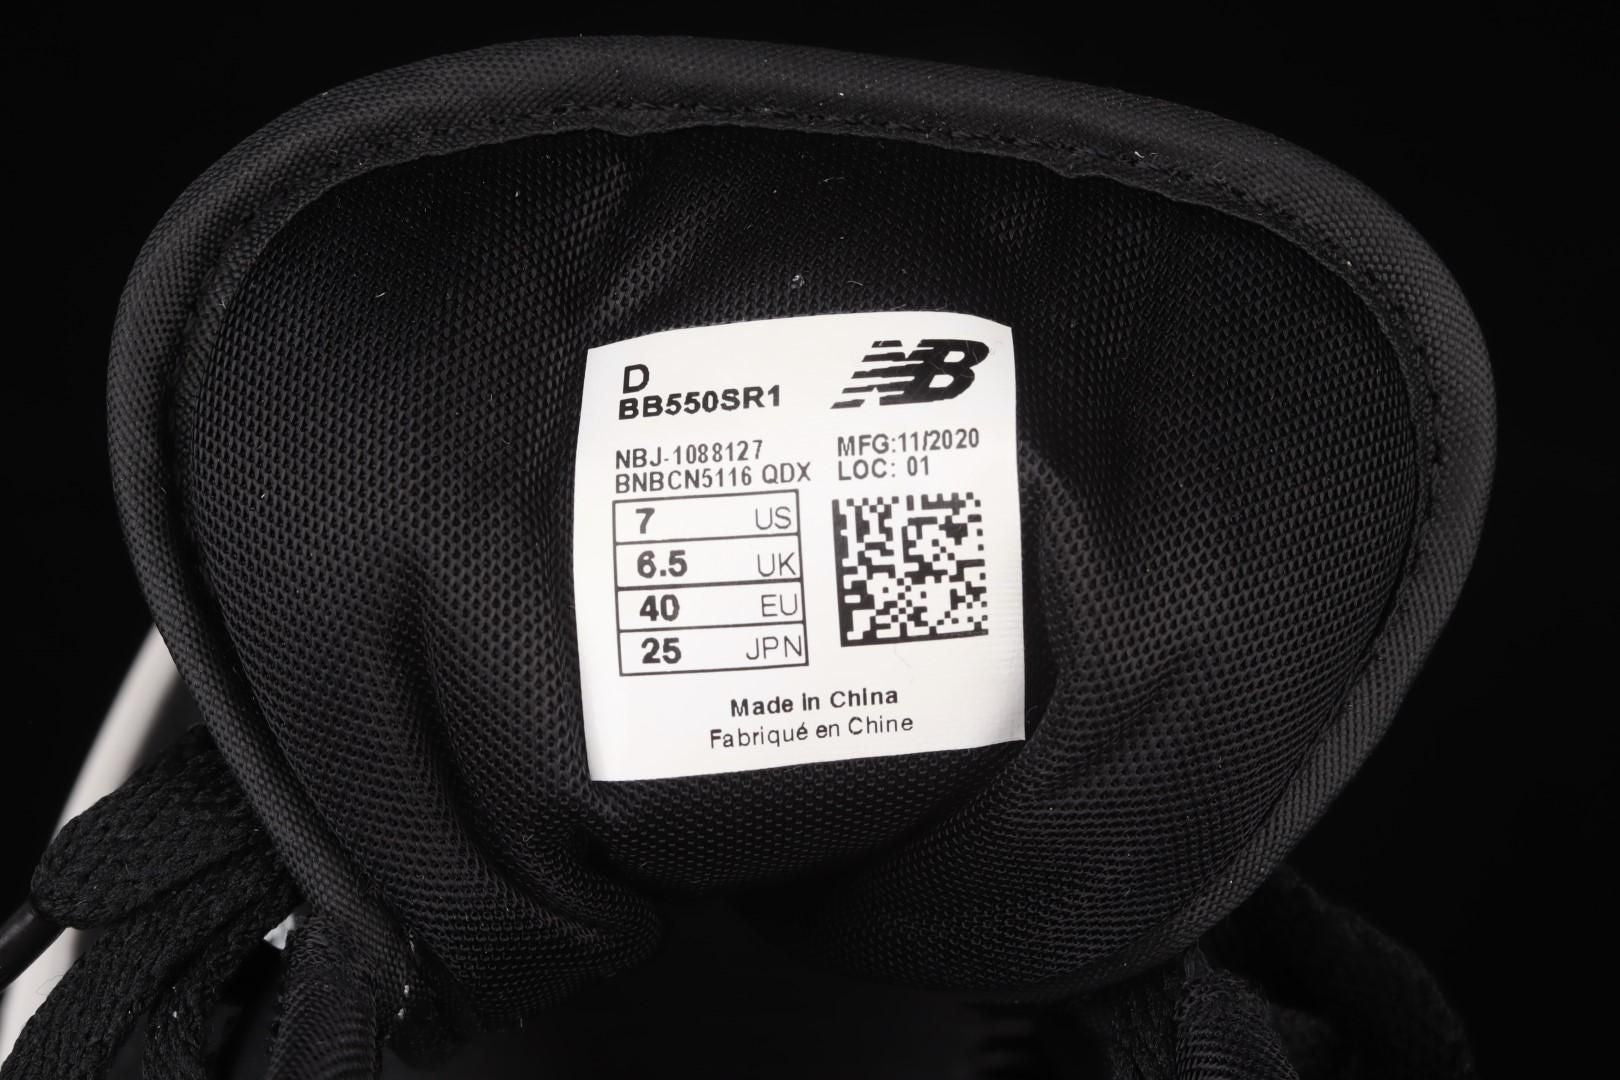 D
BB550SR1
NB
NBJ-1088127
BNBCN5116 QDX
MFG:11/2020
LOC: 01
7 US
6.5 UK
40 EU
25 JPN
Made in China
Fabriqué en Chine